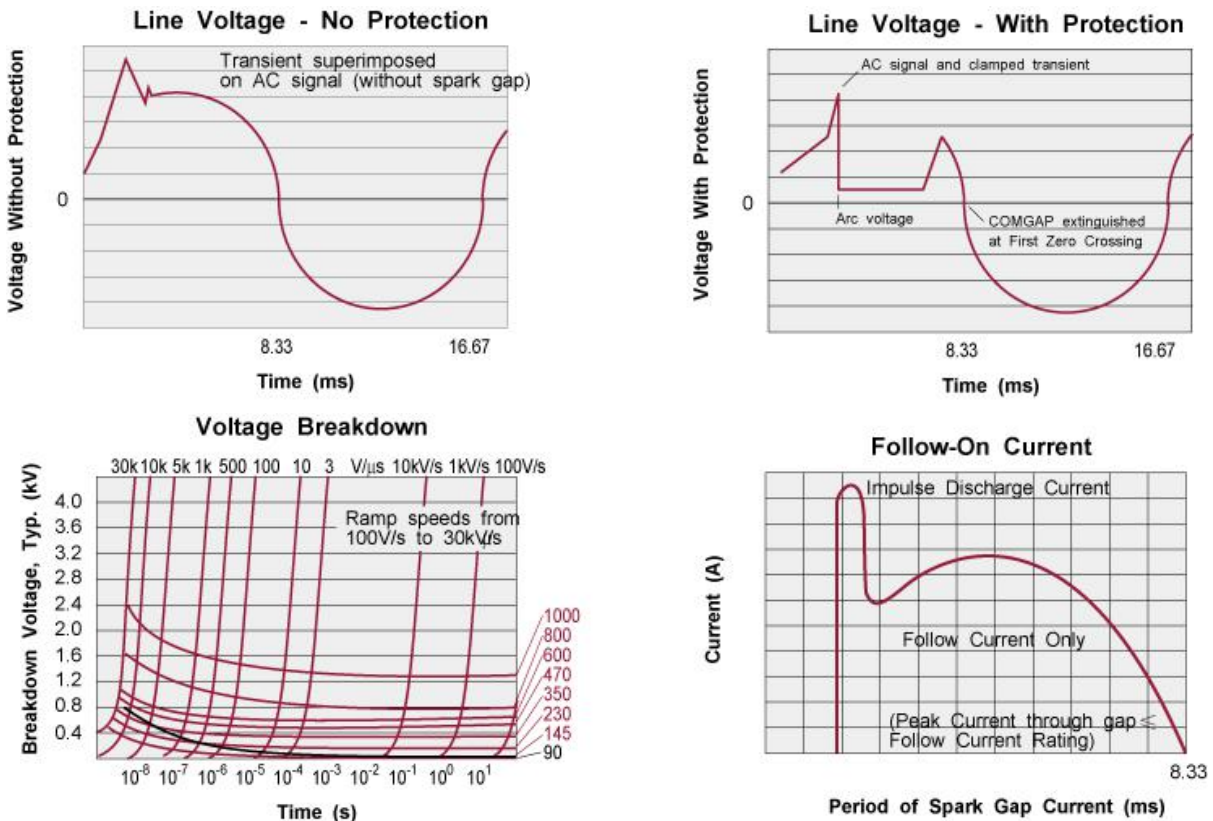 Line Voltage - No Protection
Voltage Without Protection
Transient superimposed
on AC signal (without spark gap)
0
8.33
16.67
Time (ms)
Line Voltage - With Protection
Voltage With Protection
AC signal and clamped transient
0
Arc voltage
COMGAP extinguished
at First Zero Crossing
8.33
16.67
Time (ms)
Voltage Breakdown
30k 10k 5k 1k 500 100 10 3 V/µs 10kV/s 1kV/s 100V/s
Breakdown Voltage, Typ. (kV)
4.0
3.6
3.2
2.8
2.4
2.0
1.6
1.2
0.8
0.4
Ramp speeds from
100V/s to 30kV/µs
1000
800
600
470
350
230
145
90
10⁻⁸ 10⁻⁷ 10⁻⁶ 10⁻⁵ 10⁻⁴ 10⁻³ 10⁻² 10⁻¹ 10⁰ 10¹
Time (s)
Follow-On Current
Current (A)
Impulse Discharge Current
Follow Current Only
(Peak Current through gap ≤
Follow Current Rating)
8.33
Period of Spark Gap Current (ms)